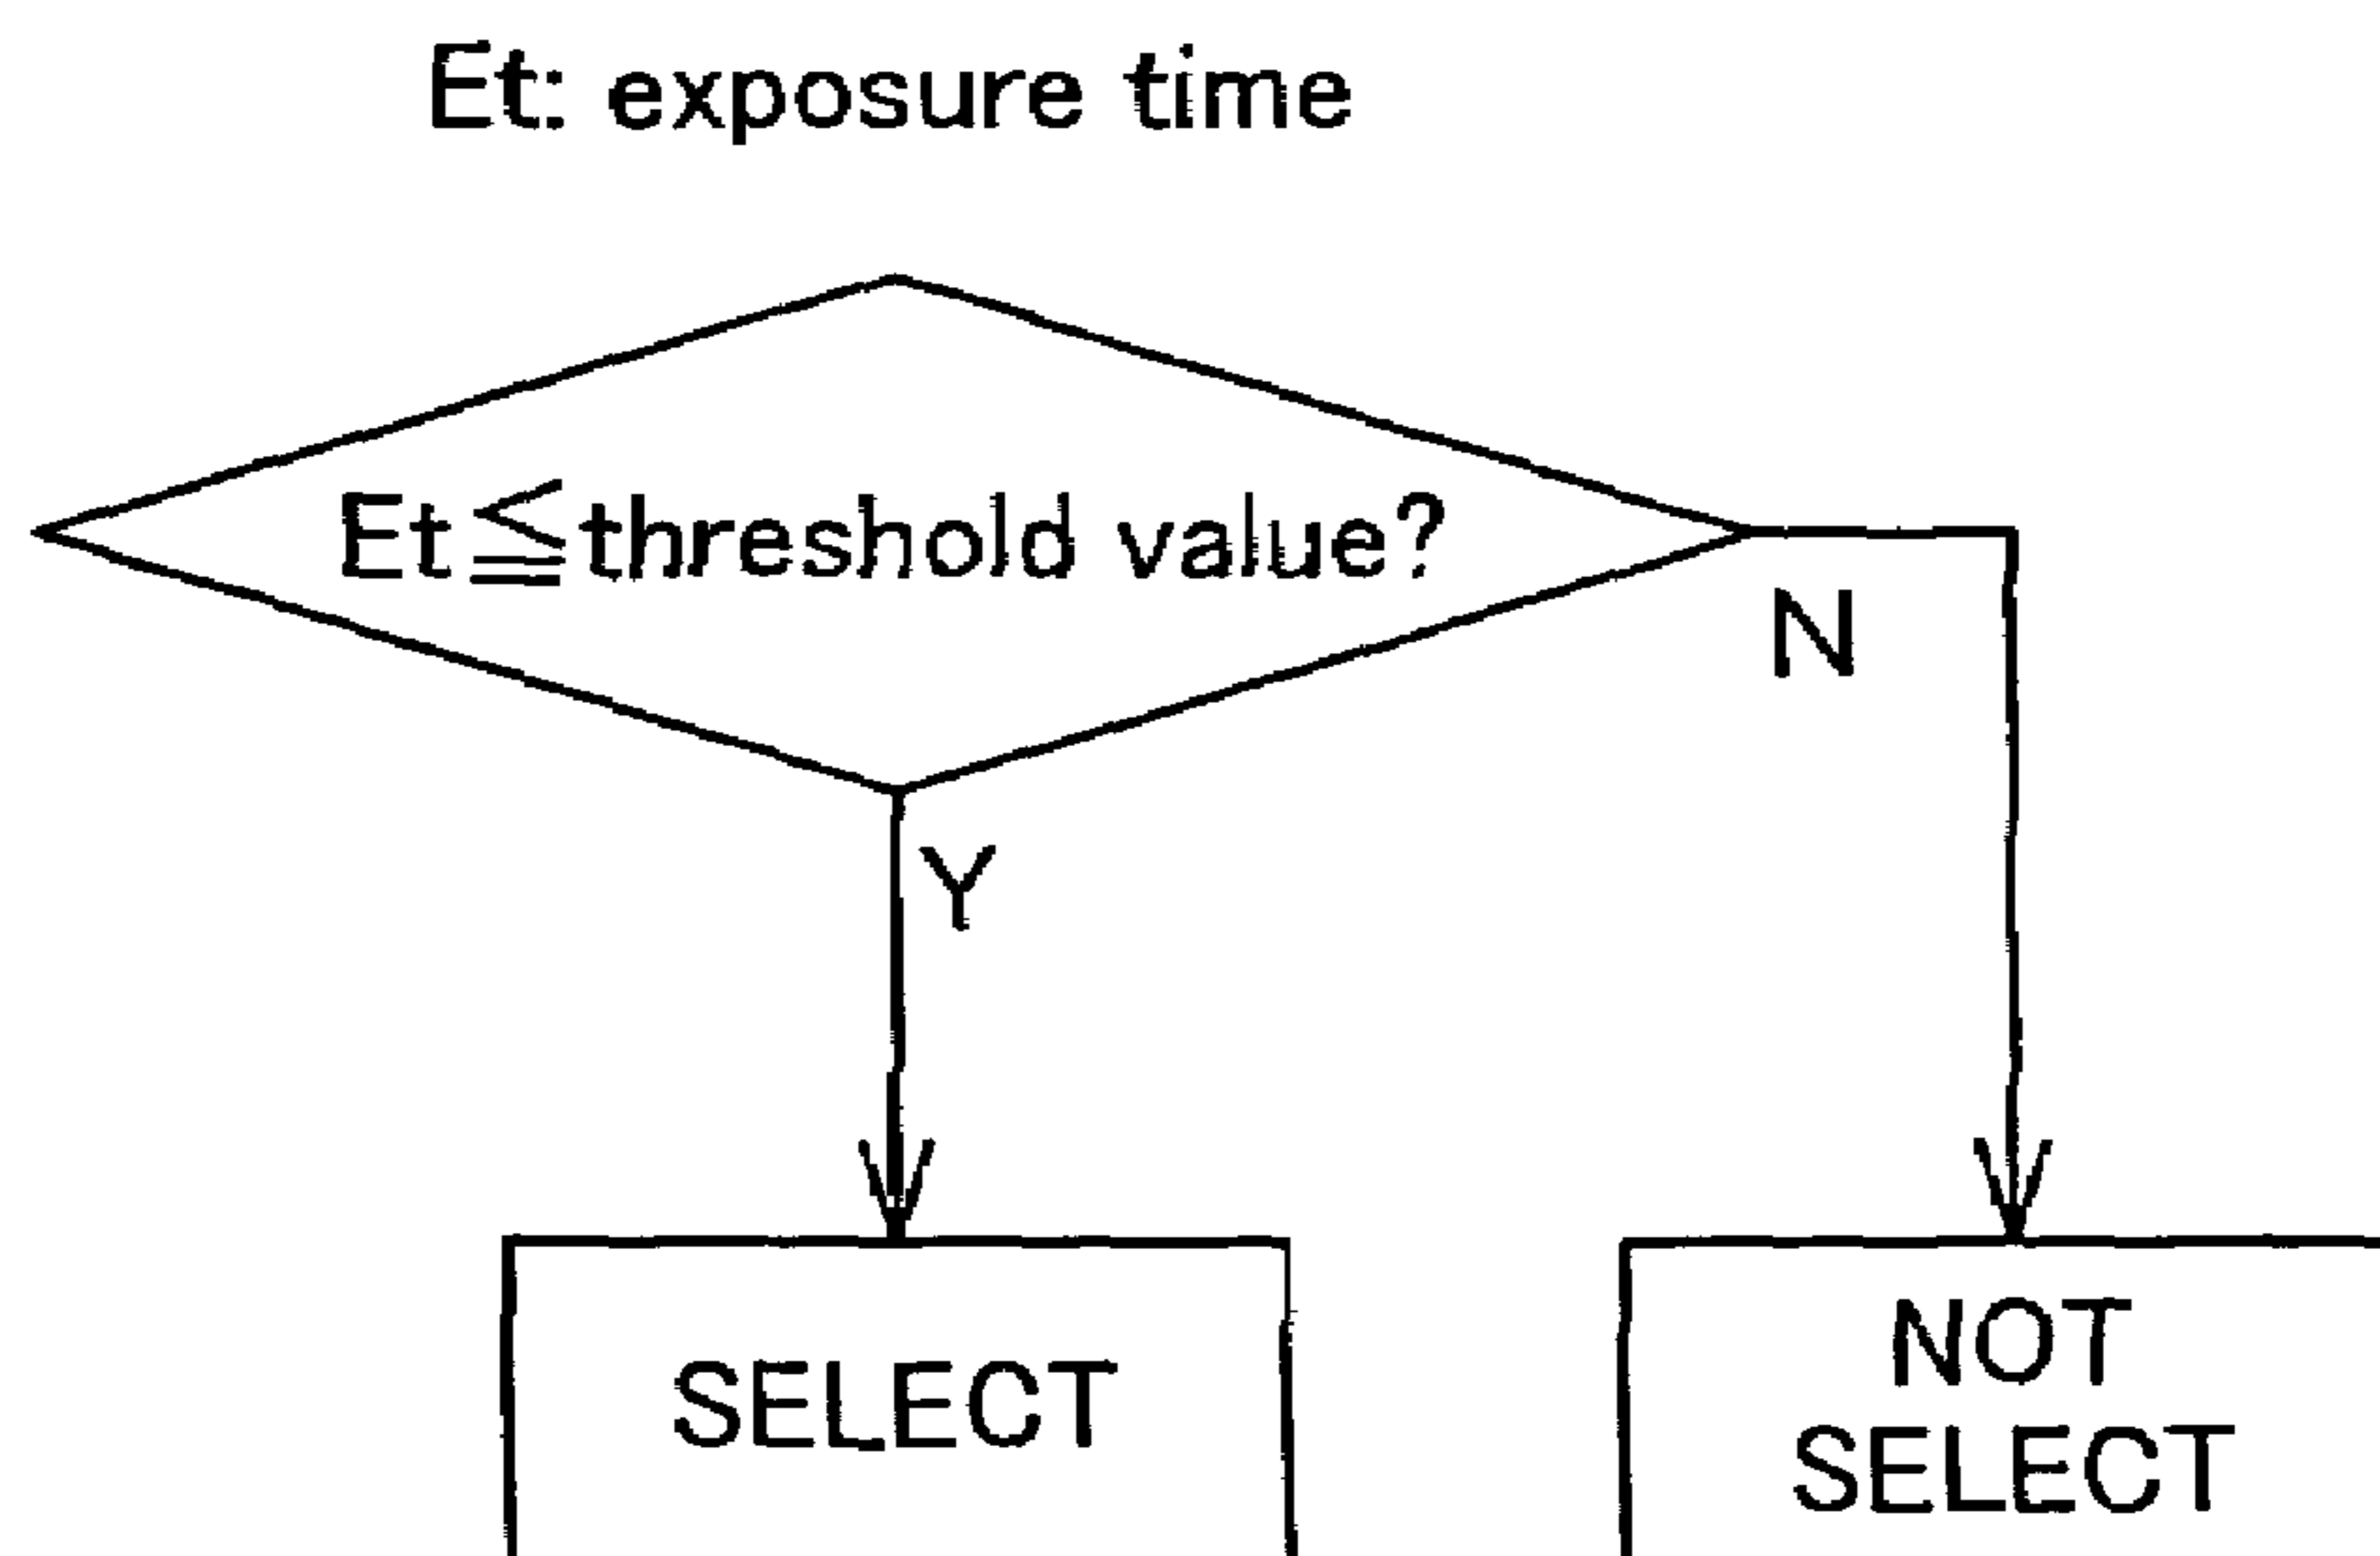 Et: exposure time
Et ≦ threshold value?
N
Y
SELECT
NOT
SELECT